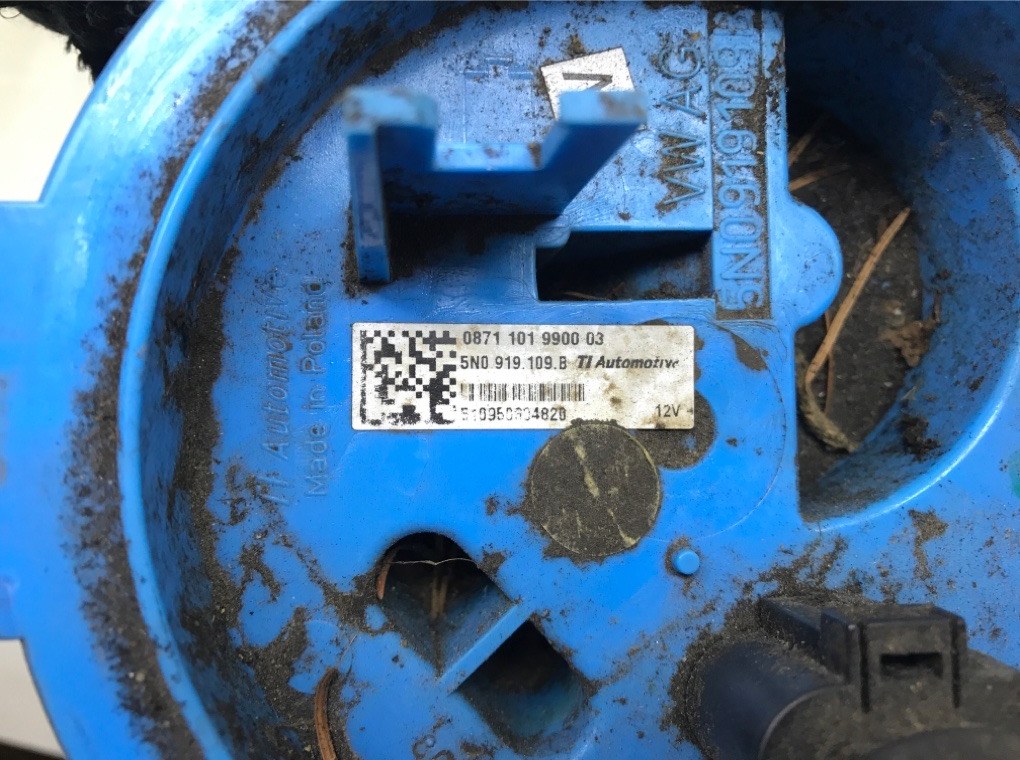 N
VW AG
5N0919109B
0871 101 9900 03
5N0.919.109.B TI Automotive
12V
TI Automotive
Made in Poland